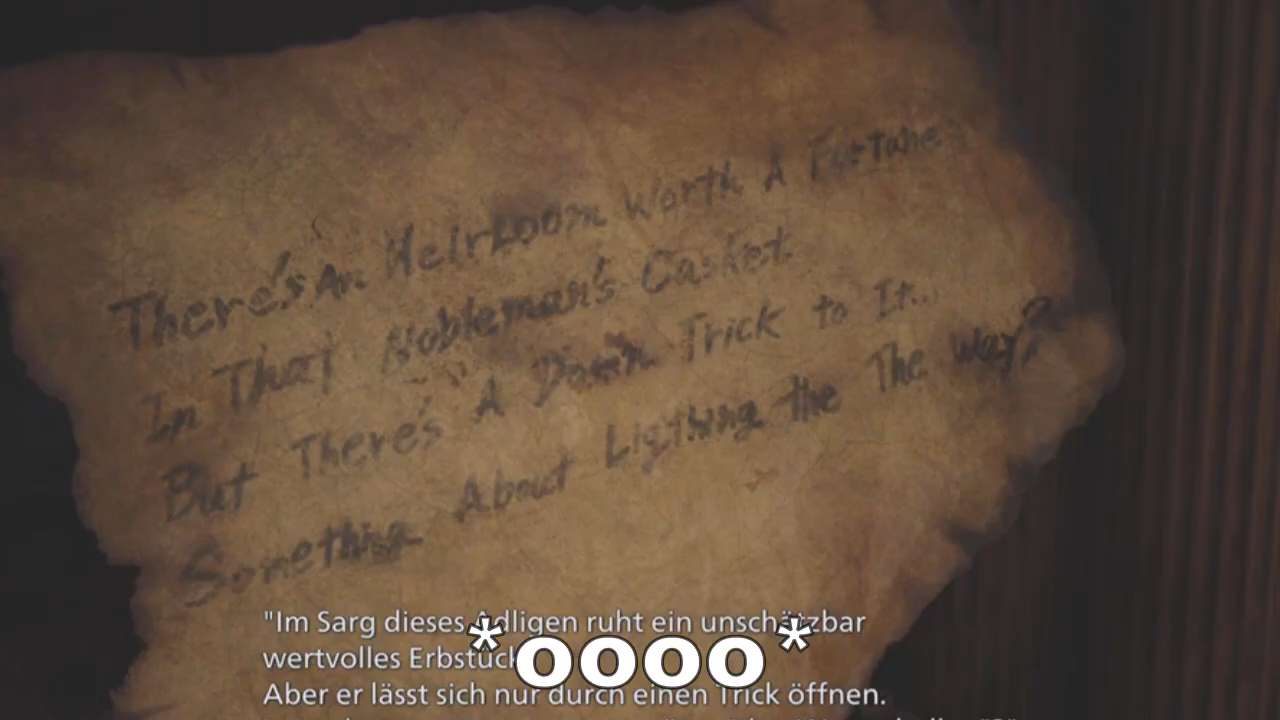 There's An Heirloom Worth A Fortune
In That Nobleman's Casket.
But There's A Damn Trick to It...
Something About Ligthing the The Way?
"Im Sarg dieses Adligen ruht ein unschätzbar
wertvolles Erbstück
*oooo*
Aber er lässt sich nur durch einen Trick öffnen.